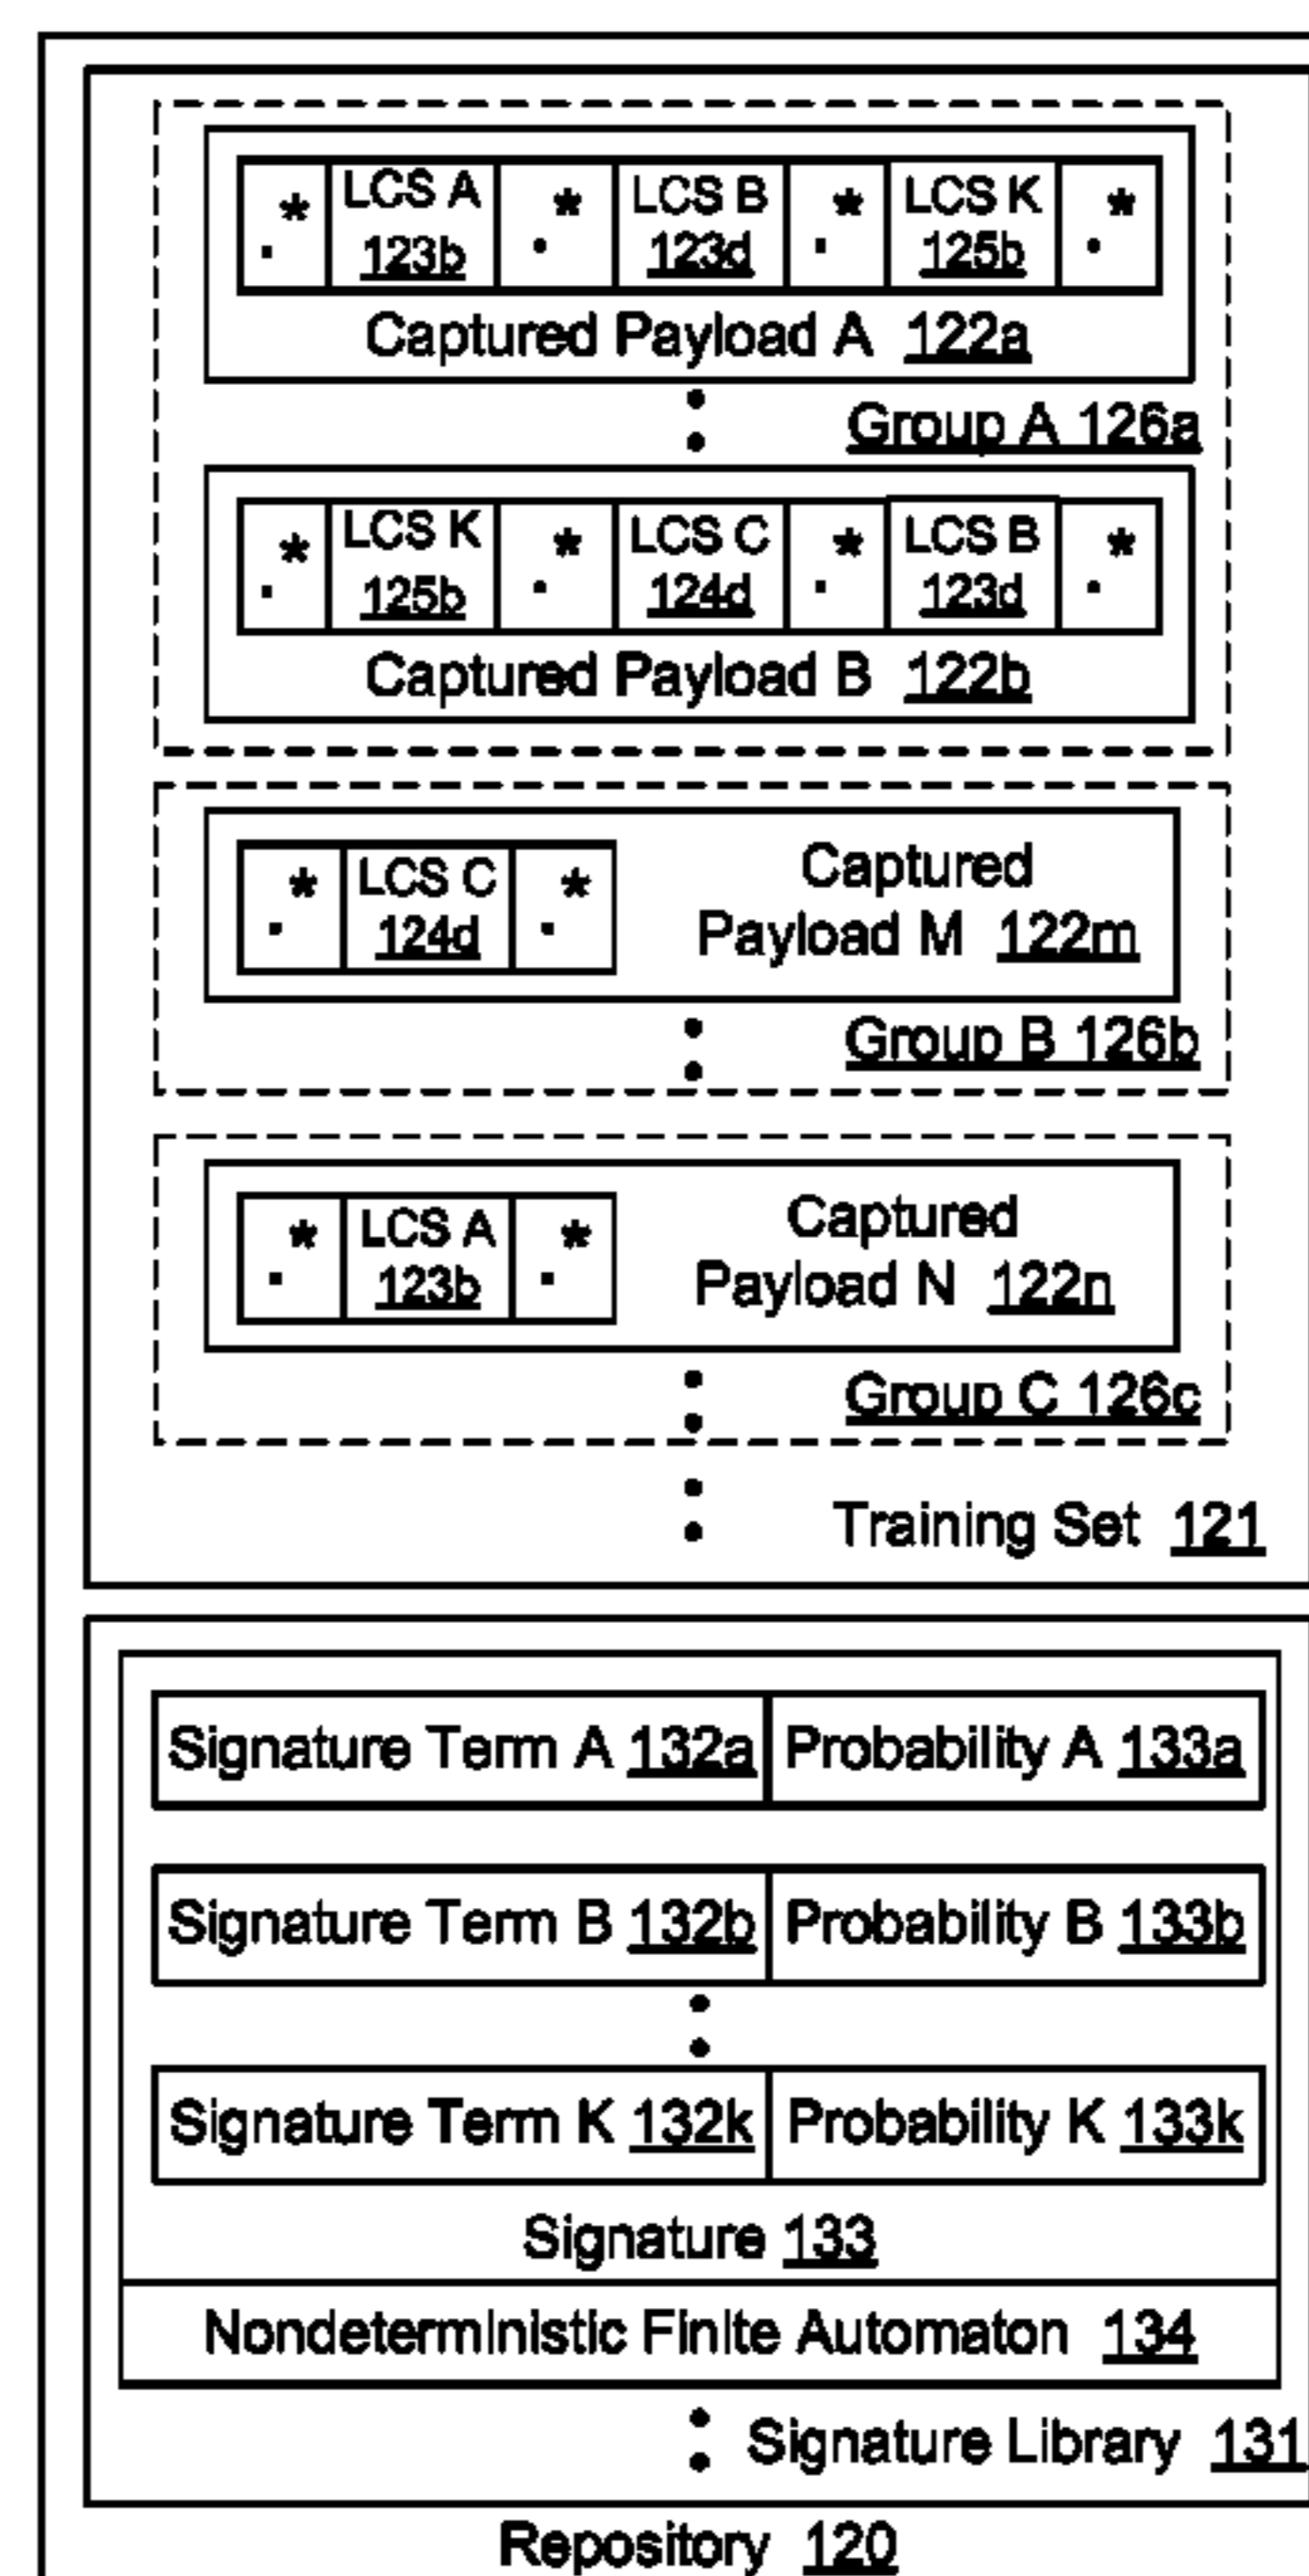 . * LCS A . * LCS B . * LCS K . *
123b 123d 125b
Captured Payload A 122a
Group A 126a
. * LCS K . * LCS C . * LCS B . *
125b 124d 123d
Captured Payload B 122b
. * LCS C . *
124d
Captured
Payload M 122m
Group B 126b
. * LCS A . *
123b
Captured
Payload N 122n
Group C 126c
Training Set 121
Signature Term A 132a Probability A 133a
Signature Term B 132b Probability B 133b
Signature Term K 132k Probability K 133k
Signature 133
Nondeterministic Finite Automaton 134
Signature Library 131
Repository 120